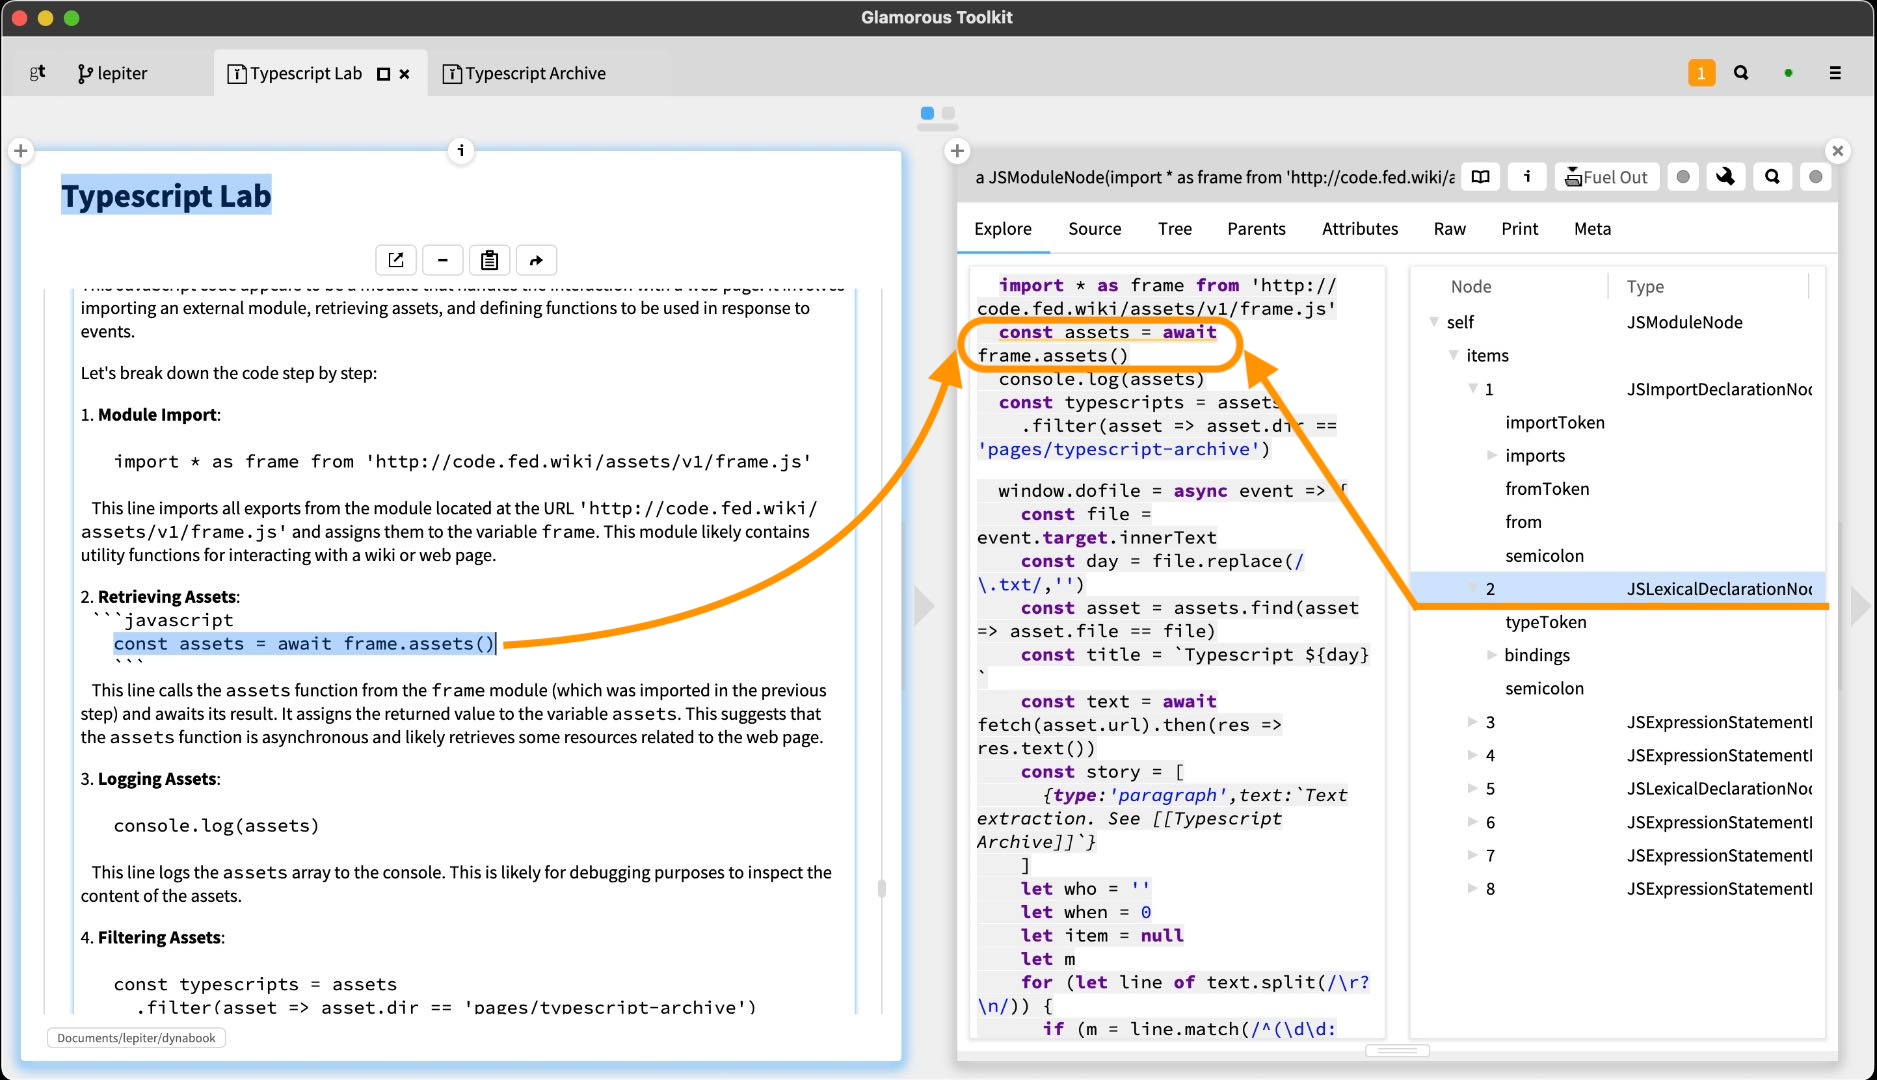 Glamorous Toolkit
gt
lepiter
Typescript Lab
Typescript Archive
1
Typescript Lab
importing an external module, retrieving assets, and defining functions to be used in response to
events.
Let's break down the code step by step:
1. Module Import:
import * as frame from 'http://code.fed.wiki/assets/v1/frame.js'
This line imports all exports from the module located at the URL 'http://code.fed.wiki/
assets/v1/frame.js' and assigns them to the variable frame. This module likely contains
utility functions for interacting with a wiki or web page.
2. Retrieving Assets:
```javascript
const assets = await frame.assets()
```
This line calls the assets function from the frame module (which was imported in the previous
step) and awaits its result. It assigns the returned value to the variable assets. This suggests that
the assets function is asynchronous and likely retrieves some resources related to the web page.
3. Logging Assets:
console.log(assets)
This line logs the assets array to the console. This is likely for debugging purposes to inspect the
content of the assets.
4. Filtering Assets:
const typescripts = assets
.filter(asset => asset.dir == 'pages/typescript-archive')
Documents/lepiter/dynabook
a JSModuleNode(import * as frame from 'http://code.fed.wiki/a
i
Fuel Out
Explore
Source
Tree
Parents
Attributes
Raw
Print
Meta
import * as frame from 'http://
code.fed.wiki/assets/v1/frame.js'
const assets = await
frame.assets()
console.log(assets)
const typescripts = assets
.filter(asset => asset.dir ==
'pages/typescript-archive')
window.dofile = async event => {
const file =
event.target.innerText
const day = file.replace(/
\.txt/,'')
const asset = assets.find(asset
=> asset.file == file)
const title = `Typescript ${day}
`
const text = await
fetch(asset.url).then(res =>
res.text())
const story = [
{type:'paragraph',text:`Text
extraction. See [[Typescript
Archive]]`}
]
let who = ''
let when = 0
let item = null
let m
for (let line of text.split(/\r?
\n/)) {
if (m = line.match(/^(\d\d:
Node Type
self JSModuleNode
items
1 JSImportDeclarationNod
importToken
imports
fromToken
from
semicolon
2 JSLexicalDeclarationNod
typeToken
bindings
semicolon
3 JSExpressionStatement
4 JSExpressionStatement
5 JSLexicalDeclarationNod
6 JSExpressionStatement
7 JSExpressionStatement
8 JSExpressionStatement